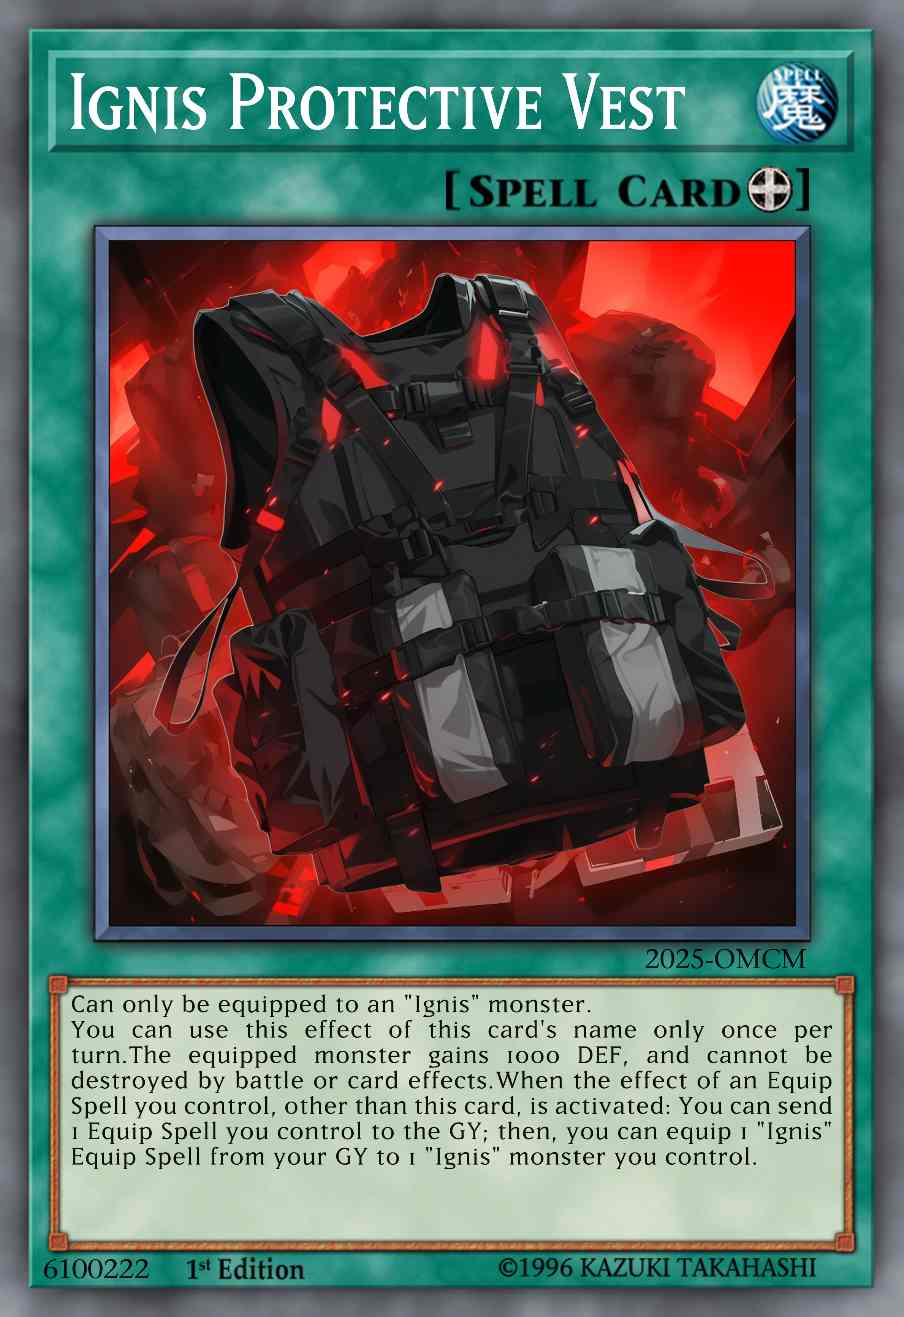 Ignis Protective Vest
SPELL
魔
[Spell Card]
2025-OMCM
Can only be equipped to an "Ignis" monster.
You can use this effect of this card's name only once per
turn.The equipped monster gains 1000 DEF, and cannot be
destroyed by battle or card effects.When the effect of an Equip
Spell you control, other than this card, is activated: You can send
1 Equip Spell you control to the GY; then, you can equip 1 "Ignis"
Equip Spell from your GY to 1 "Ignis" monster you control.
6100222 1st Edition ©1996 KAZUKI TAKAHASHI